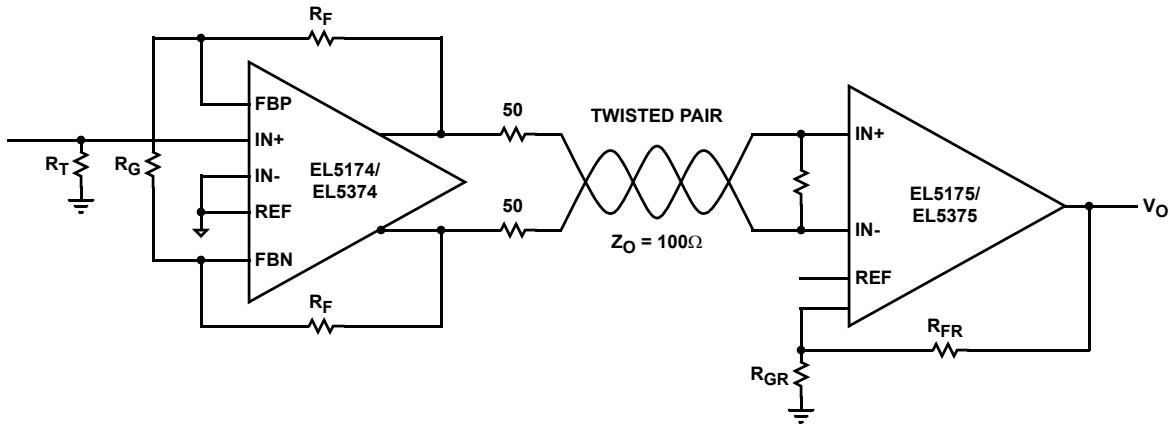 RF
50
TWISTED PAIR
FBP
IN+
RT
RG
EL5174/
EL5374
IN-
REF
FBN
50
ZO = 100Ω
RF
IN+
EL5175/
EL5375
VO
IN-
REF
RFR
RGR